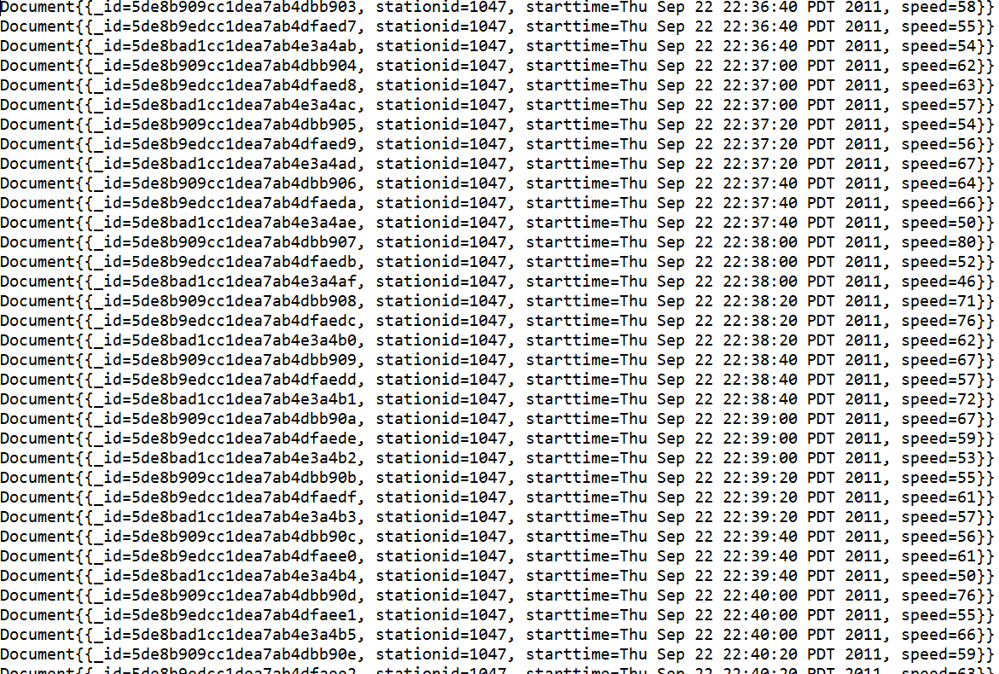 Document{{_id=5de8b909cc1dea7ab4dbb903, stationid=1047, starttime=Thu Sep 22 22:36:40 PDT 2011, speed=58}}
Document{{_id=5de8b9edcc1dea7ab4dfaed7, stationid=1047, starttime=Thu Sep 22 22:36:40 PDT 2011, speed=55}}
Document{{_id=5de8bad1cc1dea7ab4e3a4ab, stationid=1047, starttime=Thu Sep 22 22:36:40 PDT 2011, speed=54}}
Document{{_id=5de8b909cc1dea7ab4dbb904, stationid=1047, starttime=Thu Sep 22 22:37:00 PDT 2011, speed=62}}
Document{{_id=5de8b9edcc1dea7ab4dfaed8, stationid=1047, starttime=Thu Sep 22 22:37:00 PDT 2011, speed=63}}
Document{{_id=5de8bad1cc1dea7ab4e3a4ac, stationid=1047, starttime=Thu Sep 22 22:37:00 PDT 2011, speed=57}}
Document{{_id=5de8b909cc1dea7ab4dbb905, stationid=1047, starttime=Thu Sep 22 22:37:20 PDT 2011, speed=54}}
Document{{_id=5de8b9edcc1dea7ab4dfaed9, stationid=1047, starttime=Thu Sep 22 22:37:20 PDT 2011, speed=56}}
Document{{_id=5de8bad1cc1dea7ab4e3a4ad, stationid=1047, starttime=Thu Sep 22 22:37:20 PDT 2011, speed=67}}
Document{{_id=5de8b909cc1dea7ab4dbb906, stationid=1047, starttime=Thu Sep 22 22:37:40 PDT 2011, speed=64}}
Document{{_id=5de8b9edcc1dea7ab4dfaeda, stationid=1047, starttime=Thu Sep 22 22:37:40 PDT 2011, speed=66}}
Document{{_id=5de8bad1cc1dea7ab4e3a4ae, stationid=1047, starttime=Thu Sep 22 22:37:40 PDT 2011, speed=50}}
Document{{_id=5de8b909cc1dea7ab4dbb907, stationid=1047, starttime=Thu Sep 22 22:38:00 PDT 2011, speed=80}}
Document{{_id=5de8b9edcc1dea7ab4dfaedb, stationid=1047, starttime=Thu Sep 22 22:38:00 PDT 2011, speed=52}}
Document{{_id=5de8bad1cc1dea7ab4e3a4af, stationid=1047, starttime=Thu Sep 22 22:38:00 PDT 2011, speed=46}}
Document{{_id=5de8b909cc1dea7ab4dbb908, stationid=1047, starttime=Thu Sep 22 22:38:20 PDT 2011, speed=71}}
Document{{_id=5de8b9edcc1dea7ab4dfaedc, stationid=1047, starttime=Thu Sep 22 22:38:20 PDT 2011, speed=76}}
Document{{_id=5de8bad1cc1dea7ab4e3a4b0, stationid=1047, starttime=Thu Sep 22 22:38:20 PDT 2011, speed=62}}
Document{{_id=5de8b909cc1dea7ab4dbb909, stationid=1047, starttime=Thu Sep 22 22:38:40 PDT 2011, speed=67}}
Document{{_id=5de8b9edcc1dea7ab4dfaedd, stationid=1047, starttime=Thu Sep 22 22:38:40 PDT 2011, speed=57}}
Document{{_id=5de8bad1cc1dea7ab4e3a4b1, stationid=1047, starttime=Thu Sep 22 22:38:40 PDT 2011, speed=72}}
Document{{_id=5de8b909cc1dea7ab4dbb90a, stationid=1047, starttime=Thu Sep 22 22:39:00 PDT 2011, speed=67}}
Document{{_id=5de8b9edcc1dea7ab4dfaede, stationid=1047, starttime=Thu Sep 22 22:39:00 PDT 2011, speed=59}}
Document{{_id=5de8bad1cc1dea7ab4e3a4b2, stationid=1047, starttime=Thu Sep 22 22:39:00 PDT 2011, speed=53}}
Document{{_id=5de8b909cc1dea7ab4dbb90b, stationid=1047, starttime=Thu Sep 22 22:39:20 PDT 2011, speed=55}}
Document{{_id=5de8b9edcc1dea7ab4dfaedf, stationid=1047, starttime=Thu Sep 22 22:39:20 PDT 2011, speed=61}}
Document{{_id=5de8bad1cc1dea7ab4e3a4b3, stationid=1047, starttime=Thu Sep 22 22:39:20 PDT 2011, speed=57}}
Document{{_id=5de8b909cc1dea7ab4dbb90c, stationid=1047, starttime=Thu Sep 22 22:39:40 PDT 2011, speed=56}}
Document{{_id=5de8b9edcc1dea7ab4dfaee0, stationid=1047, starttime=Thu Sep 22 22:39:40 PDT 2011, speed=61}}
Document{{_id=5de8bad1cc1dea7ab4e3a4b4, stationid=1047, starttime=Thu Sep 22 22:39:40 PDT 2011, speed=50}}
Document{{_id=5de8b909cc1dea7ab4dbb90d, stationid=1047, starttime=Thu Sep 22 22:40:00 PDT 2011, speed=76}}
Document{{_id=5de8b9edcc1dea7ab4dfaee1, stationid=1047, starttime=Thu Sep 22 22:40:00 PDT 2011, speed=55}}
Document{{_id=5de8bad1cc1dea7ab4e3a4b5, stationid=1047, starttime=Thu Sep 22 22:40:00 PDT 2011, speed=66}}
Document{{_id=5de8b909cc1dea7ab4dbb90e, stationid=1047, starttime=Thu Sep 22 22:40:20 PDT 2011, speed=59}}
Document{{_id=5de8b9edcc1dea7ab4dfaee2, stationid=1047, starttime=Thu Sep 22 22:40:20 PDT 2011, speed=63}}